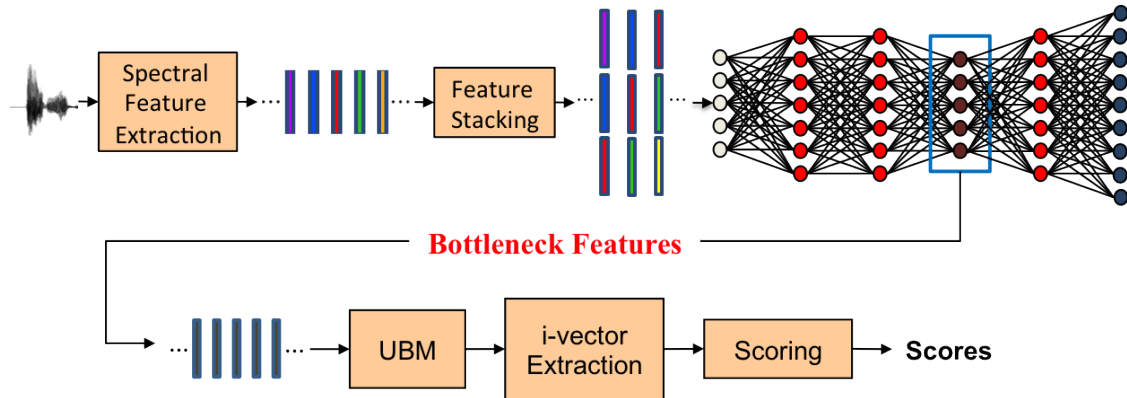 Spectral
Feature
Extraction
...
...
Feature
Stacking
...
...
Bottleneck Features
...
...
UBM
i-vector
Extraction
Scoring
Scores